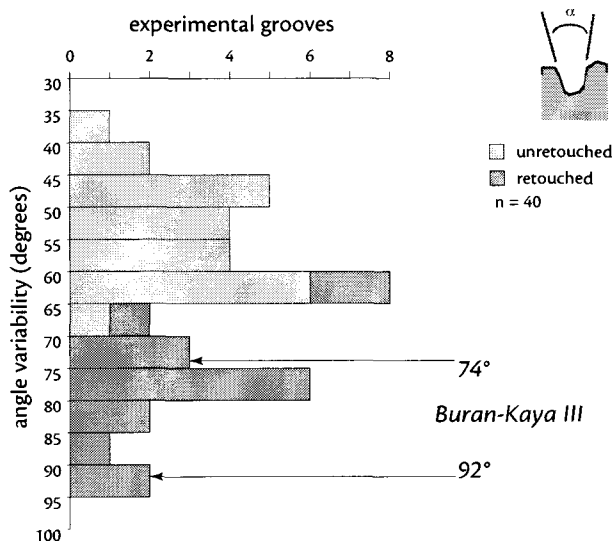 experimental grooves
0 2 4 6 8
α
30
35
40
45
50
55
60
65
70
75
80
85
90
95
100
angle variability (degrees)
unretouched
retouched
n = 40
74°
Buran-Kaya III
92°